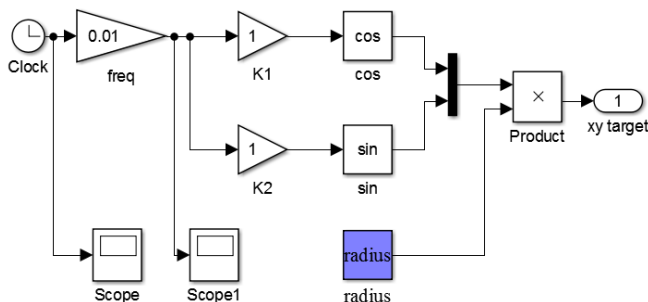 Clock
0.01
freq
1
K1
cos
cos
1
K2
sin
sin
×
Product
1
xy target
Scope
Scope1
radius
radius